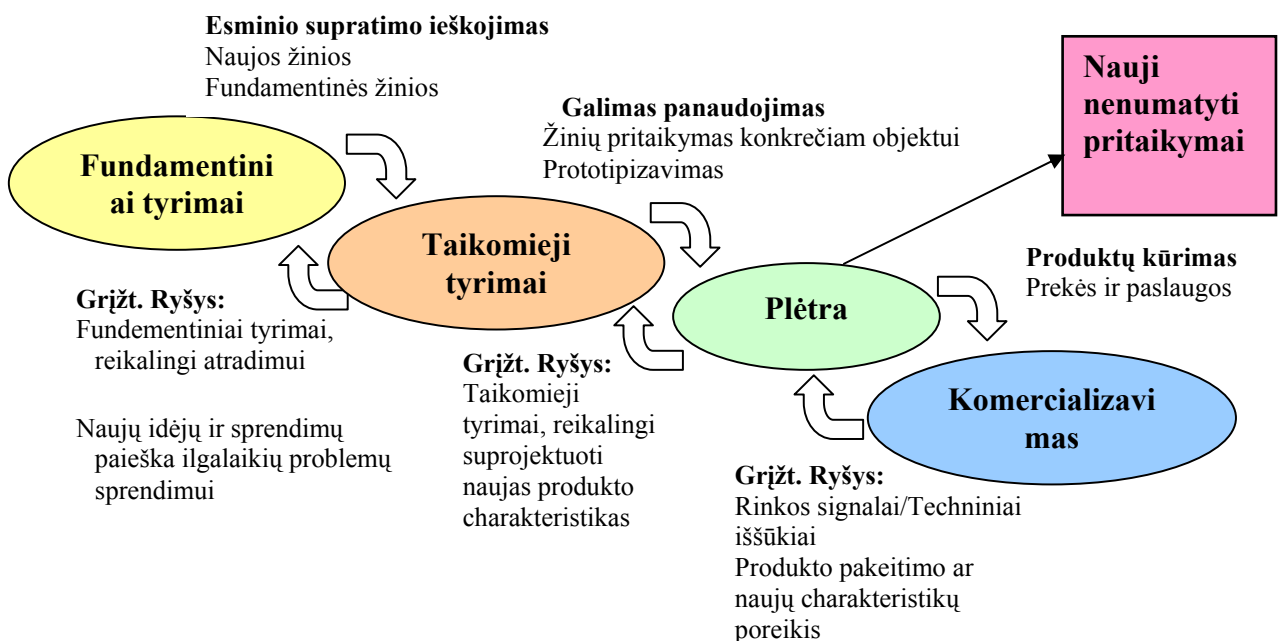 Esminio supratimo ieškojimas
Naujos žinios
Fundamentinės žinios
Fundamentini
ai tyrimai
Galimas panaudojimas
Žinių pritaikymas konkrečiam objektui
Prototipizavimas
Nauji
nenumatyti
pritaikymai
Taikomieji
tyrimai
Grįžt. Ryšys:
Fundementiniai tyrimai,
reikalingi atradimui
Naujų idėjų ir sprendimų
paieška ilgalaikių problemų
sprendimui
Plėtra
Produktų kūrimas
Prekės ir paslaugos
Grįžt. Ryšys:
Taikomieji
tyrimai, reikalingi
suprojektuoti
naujas produkto
charakteristikas
Komercializavi
mas
Grįžt. Ryšys:
Rinkos signalai/Techniniai
iššūkiai
Produkto pakeitimo ar
naujų charakteristikų
poreikis